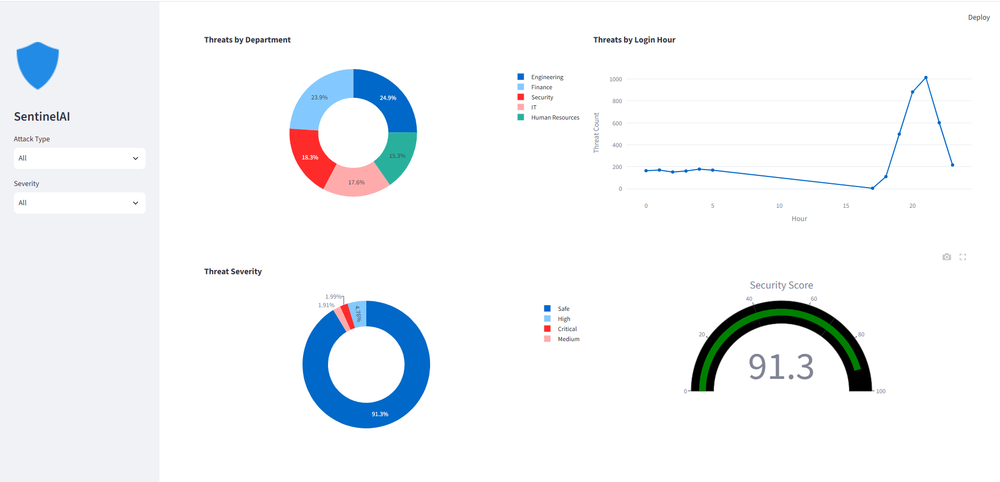 Deploy
SentinelAI
Attack Type
All
Severity
All
Threats by Department
24.9%
23.9%
18.3%
17.6%
15.3%
Engineering
Finance
Security
IT
Human Resources
Threats by Login Hour
Threat Count
1000
800
600
400
200
0
0 5 10 15 20
Hour
Threat Severity
1.99%
1.91%
4.76%
91.3%
Safe
High
Critical
Medium
Security Score
0
20
40
60
80
100
91.3